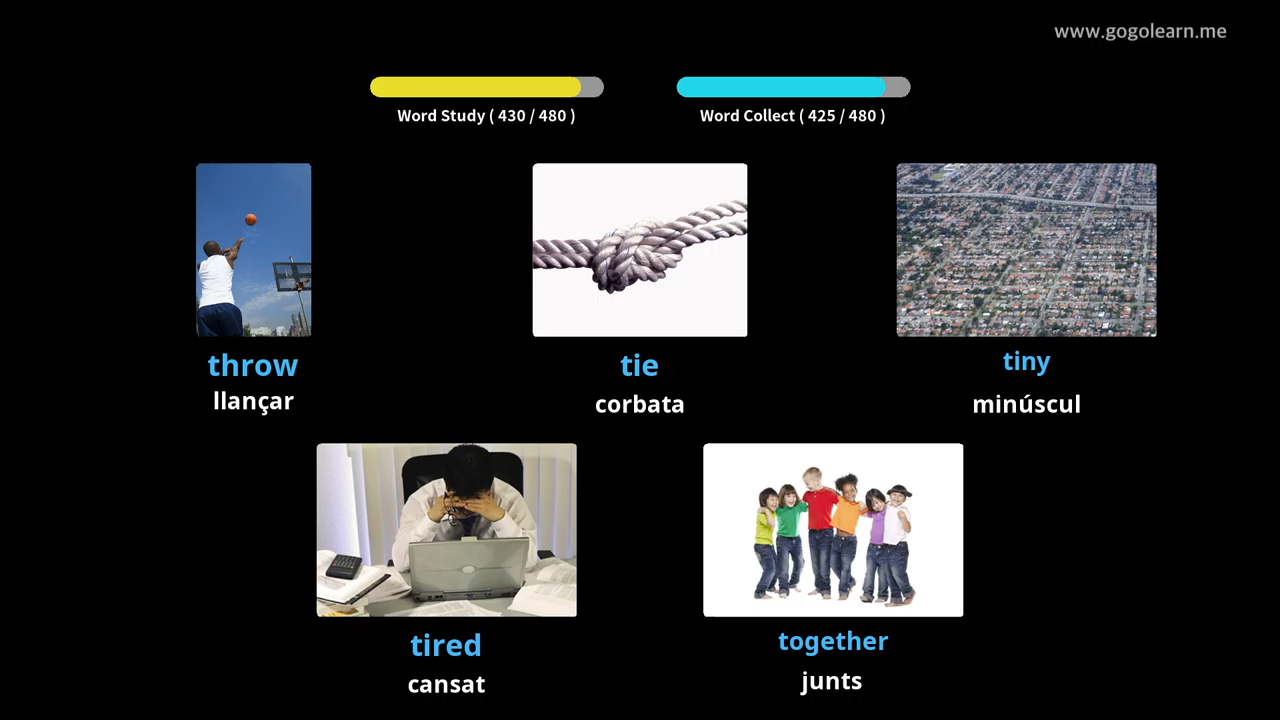 www.gogolearn.me
Word Study ( 430 / 480 )
Word Collect ( 425 / 480 )
throw
llançar
tie
corbata
tiny
minúscul
tired
cansat
together
junts